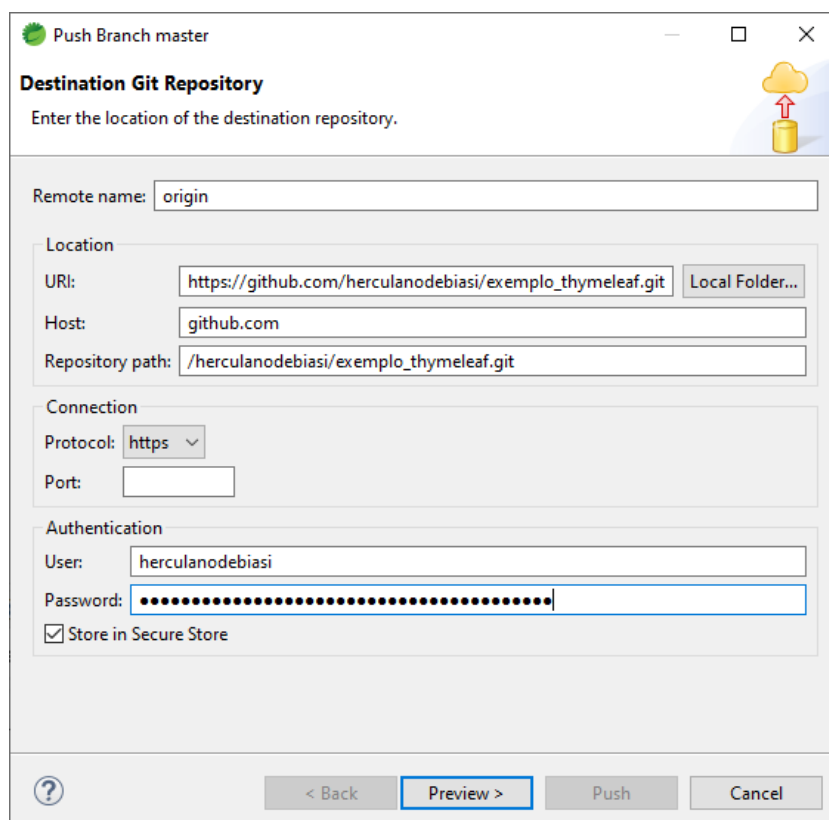 Push Branch master
Destination Git Repository
Enter the location of the destination repository.
Remote name: origin
Location
URI: https://github.com/herculanodebiasi/exemplo_thymeleaf.git Local Folder...
Host: github.com
Repository path: /herculanodebiasi/exemplo_thymeleaf.git
Connection
Protocol: https
Port:
Authentication
User: herculanodebiasi
Password: ●●●●●●●●●●●●●●●●●●●●●●●●●●●●●●●●●●●●●●●●
Store in Secure Store
? < Back Preview > Push Cancel